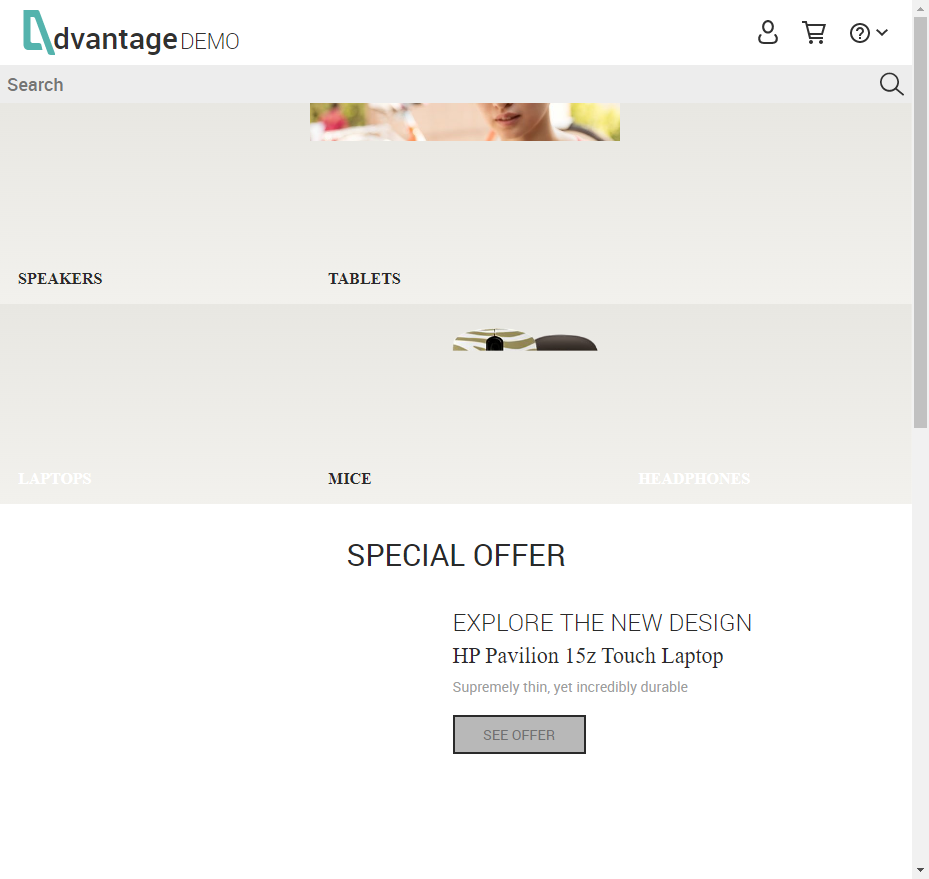 dvantage DEMO
Search
SPEAKERS
TABLETS
LAPTOPS
MICE
HEADPHONES
SPECIAL OFFER
EXPLORE THE NEW DESIGN
HP Pavilion 15z Touch Laptop
Supremely thin, yet incredibly durable
SEE OFFER